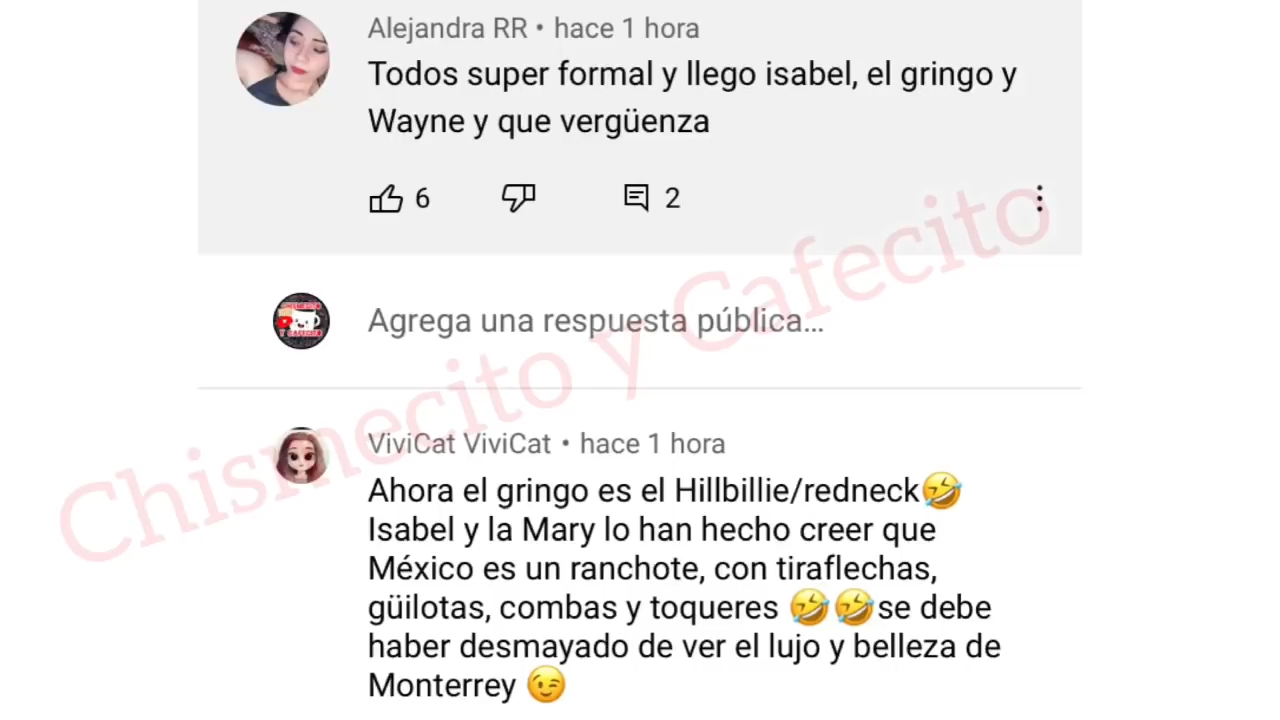 Alejandra RR • hace 1 hora
Todos super formal y llego isabel, el gringo y
Wayne y que vergüenza
6
2
Chismecito y Cafecito
Agrega una respuesta pública...
ViviCat ViviCat • hace 1 hora
Ahora el gringo es el Hillbillie/redneck🤣
Isabel y la Mary lo han hecho creer que
México es un ranchote, con tiraflechas,
güilotas, combas y toqueres 🤣🤣se debe
haber desmayado de ver el lujo y belleza de
Monterrey 😉